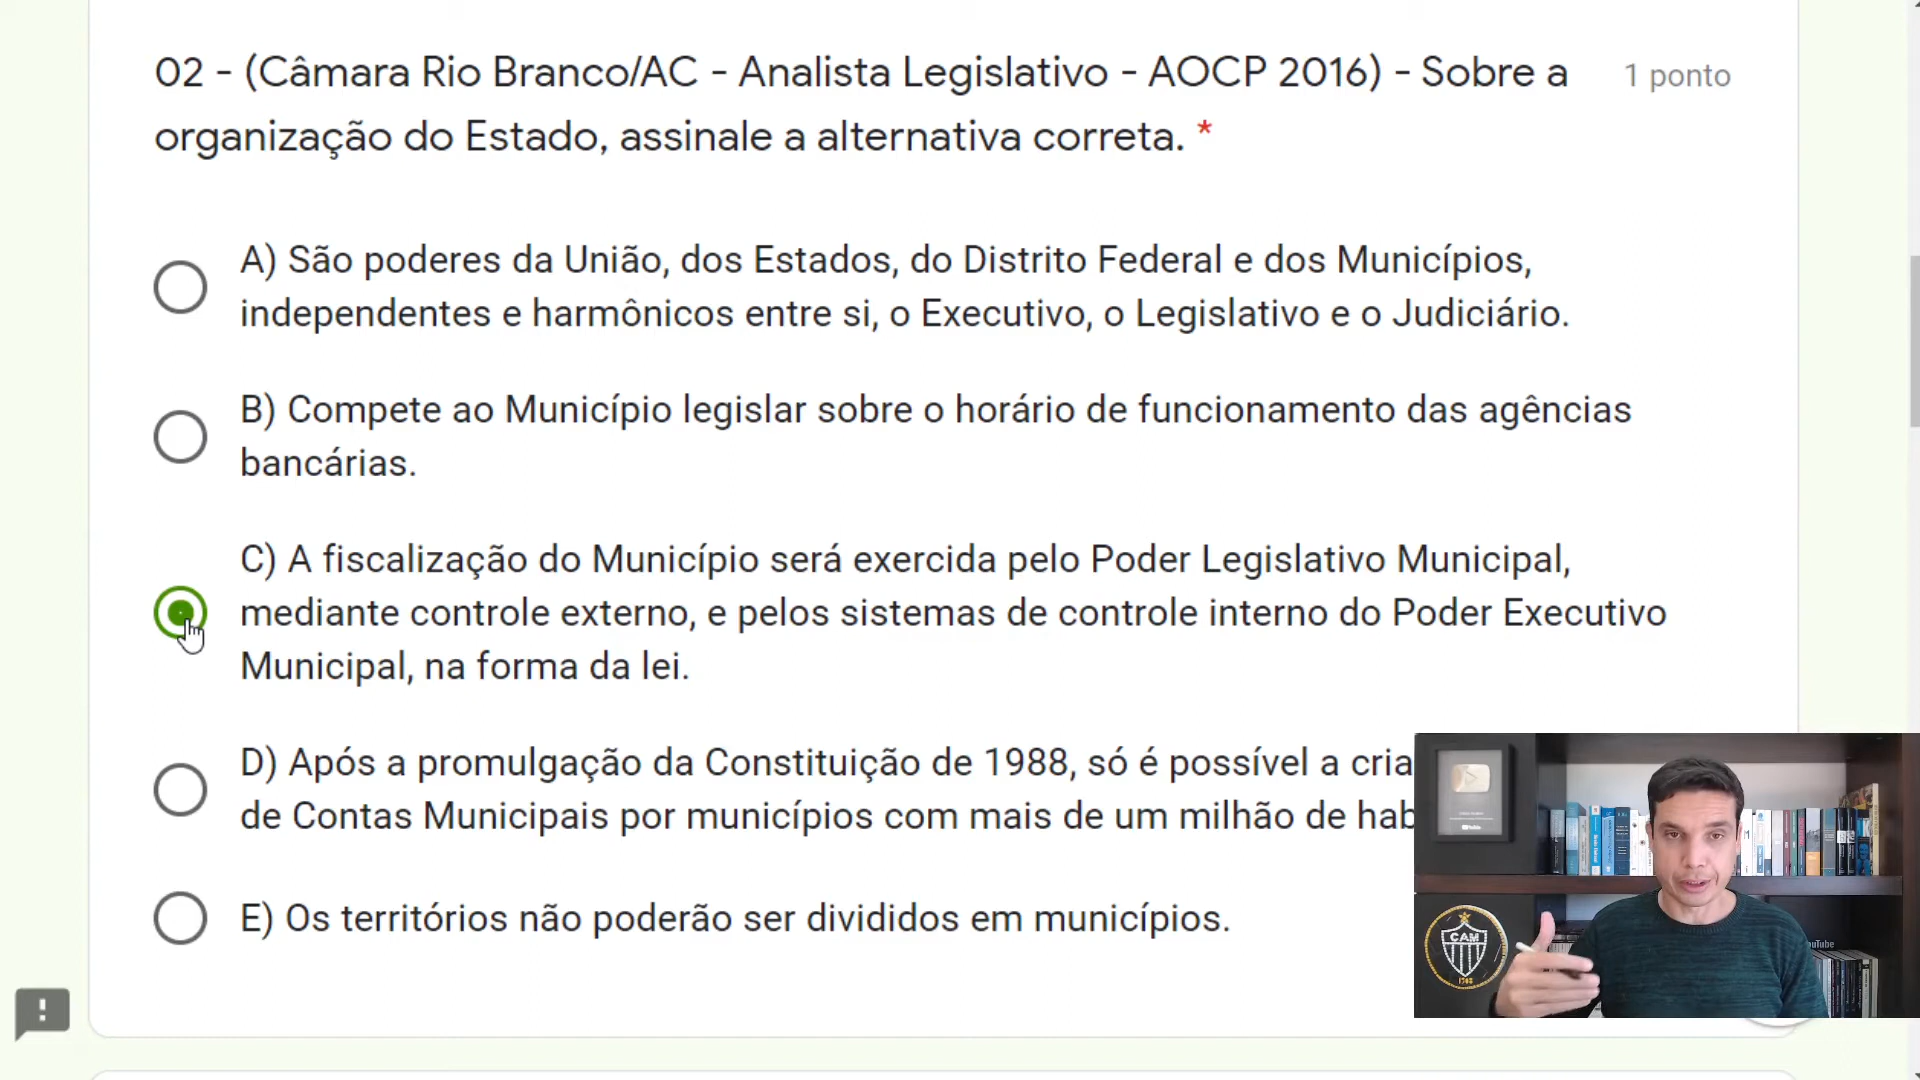 02 - (Câmara Rio Branco/AC - Analista Legislativo - AOCP 2016) - Sobre a
organização do Estado, assinale a alternativa correta. *
1 ponto
A) São poderes da União, dos Estados, do Distrito Federal e dos Municípios,
independentes e harmônicos entre si, o Executivo, o Legislativo e o Judiciário.
B) Compete ao Município legislar sobre o horário de funcionamento das agências
bancárias.
C) A fiscalização do Município será exercida pelo Poder Legislativo Municipal,
mediante controle externo, e pelos sistemas de controle interno do Poder Executivo
Municipal, na forma da lei.
D) Após a promulgação da Constituição de 1988, só é possível a cria
de Contas Municipais por municípios com mais de um milhão de hab
E) Os territórios não poderão ser divididos em municípios.
CAM
YouTube